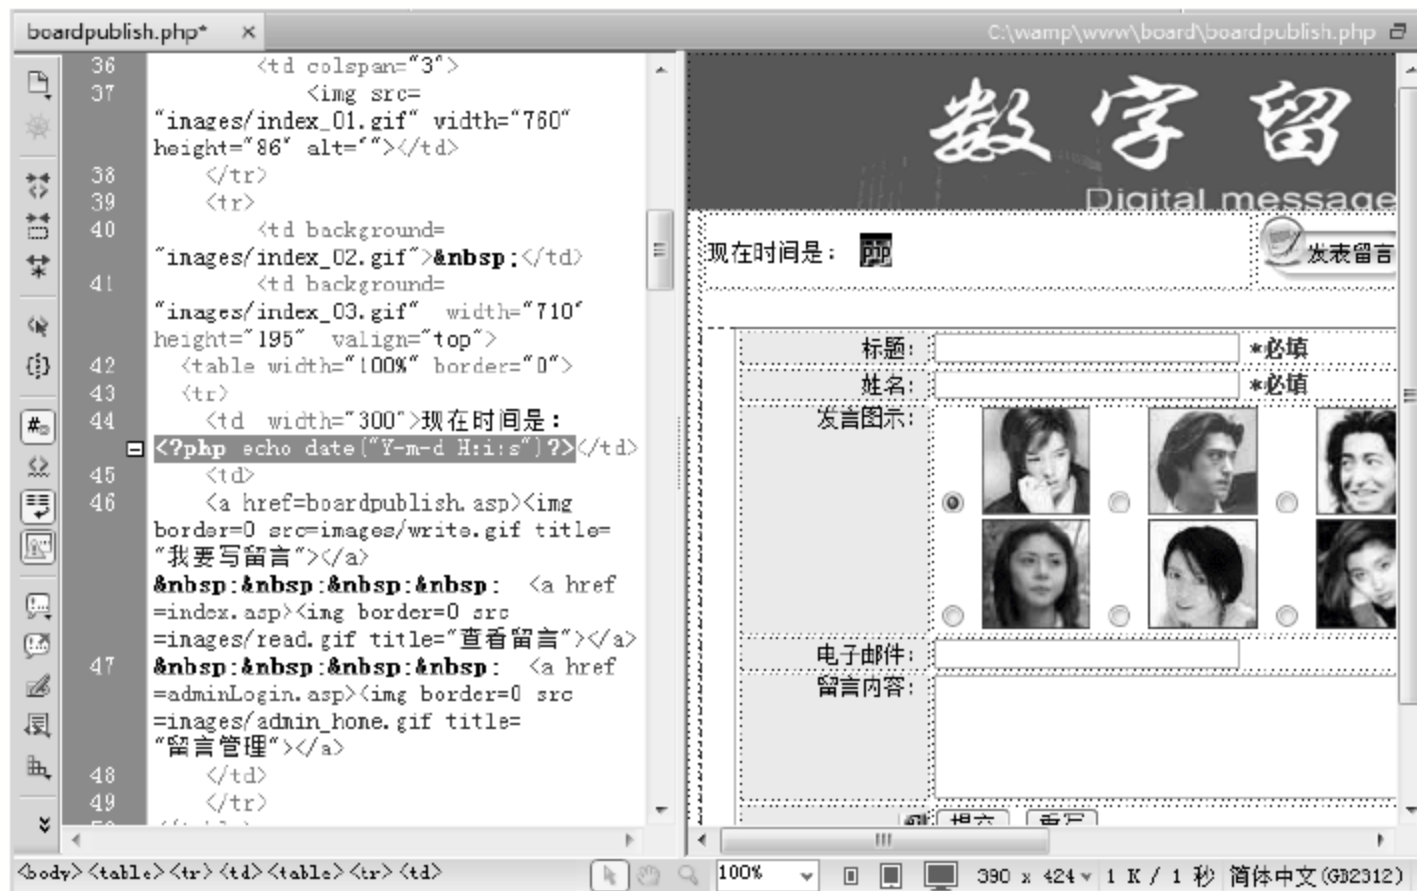 boardpublish.php* ×
C:\wamp\www\board\boardpublish.php
36 <td colspan="3">
37 <img src=
"images/index_01.gif" width="760"
height="86" alt=""></td>
38 </tr>
39 <tr>
40 <td background=
"images/index_02.gif">&nbsp;</td>
41 <td background=
"images/index_03.gif" width="710"
height="195" valign="top">
42 <table width="100%" border="0">
43 <tr>
44 <td width="300">现在时间是：
<?php echo date("Y-m-d H:i:s")?></td>
45 <td>
46 <a href=boardpublish.asp><img
border=0 src=images/write.gif title=
"我要写留言"></a>
&nbsp;&nbsp;&nbsp;&nbsp; <a href
=index.asp><img border=0 src
=images/read.gif title="查看留言"></a>
47 &nbsp;&nbsp;&nbsp;&nbsp; <a href
=adminLogin.asp><img border=0 src
=images/admin_home.gif title=
"留言管理"></a>
48 </td>
49 </tr>
数字留
Digital message
现在时间是： php
发表留言
标题： *必填
姓名： *必填
发言图示：
电子邮件：
留言内容：
提交 重写
<body><table><tr><td><table><tr><td>
100%
390 x 424 1 K / 1 秒 简体中文(GB2312)